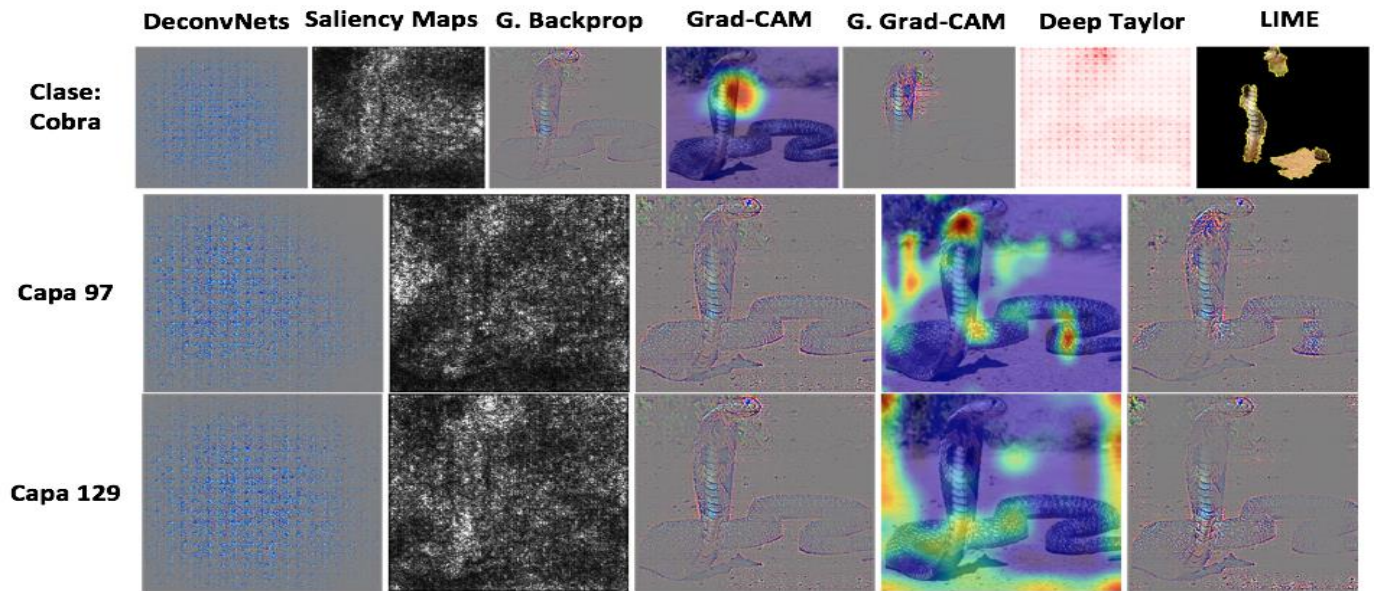 DeconvNets Saliency Maps G. Backprop Grad-CAM G. Grad-CAM Deep Taylor LIME
Clase:
Cobra
Capa 97
Capa 129